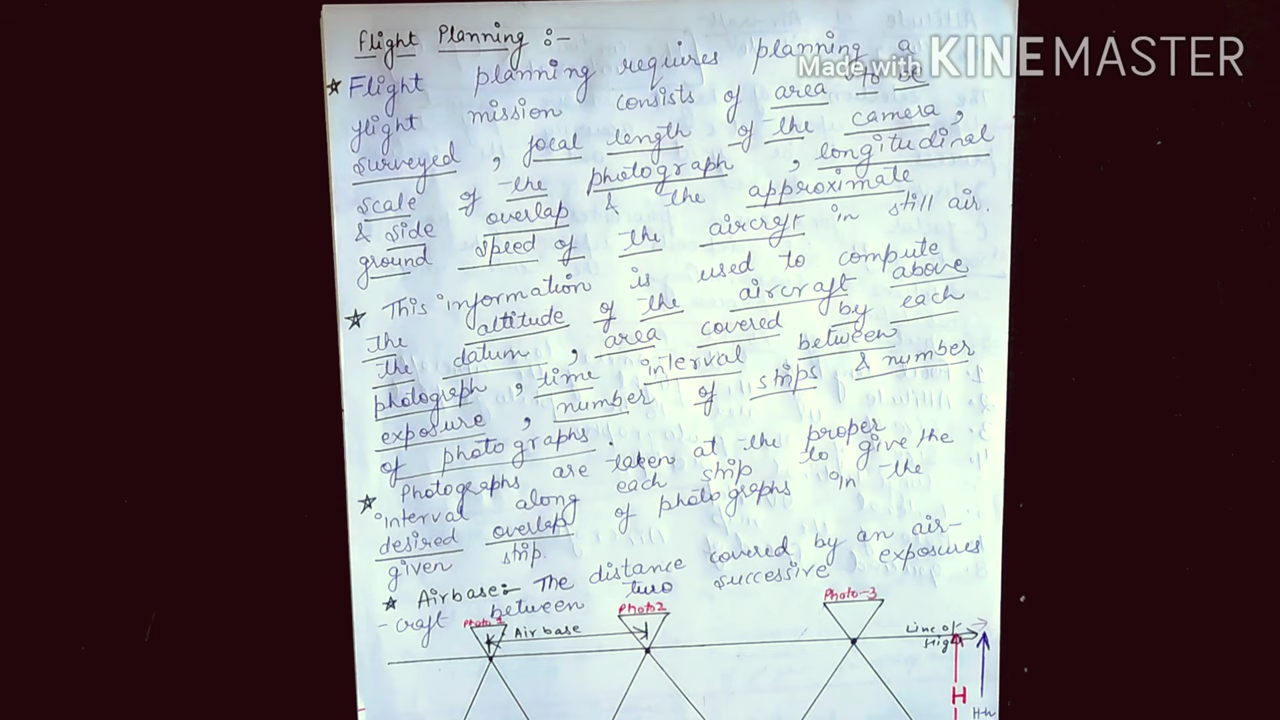 Flight Planning :-
Made with KINEMASTER
★ Flight planning requires planning a
flight mission consists of area to be
surveyed, focal length of the camera,
scale of the photograph, longitudinal
& side overlap & the approximate
ground speed of the aircrft in still air.
★ This information is used to compute
the altitude of the aircraft above
the datum, area covered by each
photograph, time interval between
exposure, number of strips & number
of photographs.
★ Photographs are taken at the proper
interval along each strip to give the
desired overlap of photographs in the
given strip.
★ Airbase:- The distance covered by an air-
-craft between two successive exposures
Photo 1 Photo2 Photo-3
Air base
Line of
H
H-h